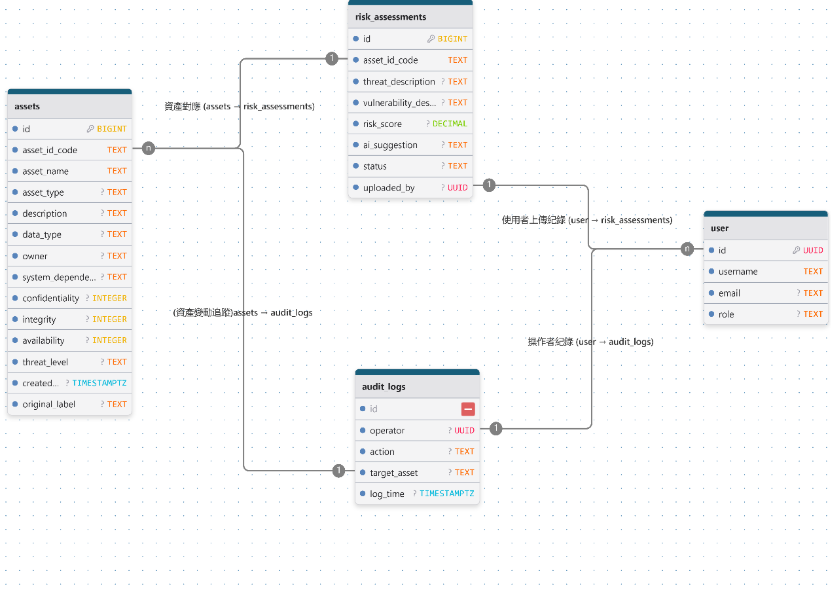 risk_assessments
id BIGINT
asset_id_code TEXT
threat_description ? TEXT
vulnerability_des... ? TEXT
risk_score ? DECIMAL
ai_suggestion ? TEXT
status ? TEXT
uploaded_by ? UUID
1
資產對應 (assets → risk_assessments)
assets
id BIGINT
asset_id_code TEXT
asset_name TEXT
asset_type ? TEXT
description ? TEXT
data_type ? TEXT
owner ? TEXT
system_depende... ? TEXT
confidentiality ? INTEGER
integrity ? INTEGER
availability ? INTEGER
threat_level ? TEXT
created... ? TIMESTAMPTZ
original_label ? TEXT
n
1
使用者上傳紀錄 (user → risk_assessments)
user
id UUID
username TEXT
email ? TEXT
role ? TEXT
n
(資產變動追蹤)assets → audit_logs
操作者紀錄 (user → audit_logs)
audit_logs
id
operator ? UUID
action ? TEXT
target_asset ? TEXT
log_time ? TIMESTAMPTZ
1
1